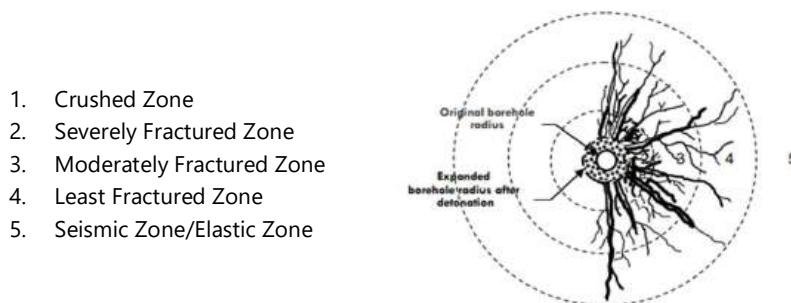 1. Crushed Zone
2. Severely Fractured Zone
3. Moderately Fractured Zone
4. Least Fractured Zone
5. Seismic Zone/Elastic Zone
Original borehole
radius
Expanded
borehole radius after
detonation
3
4